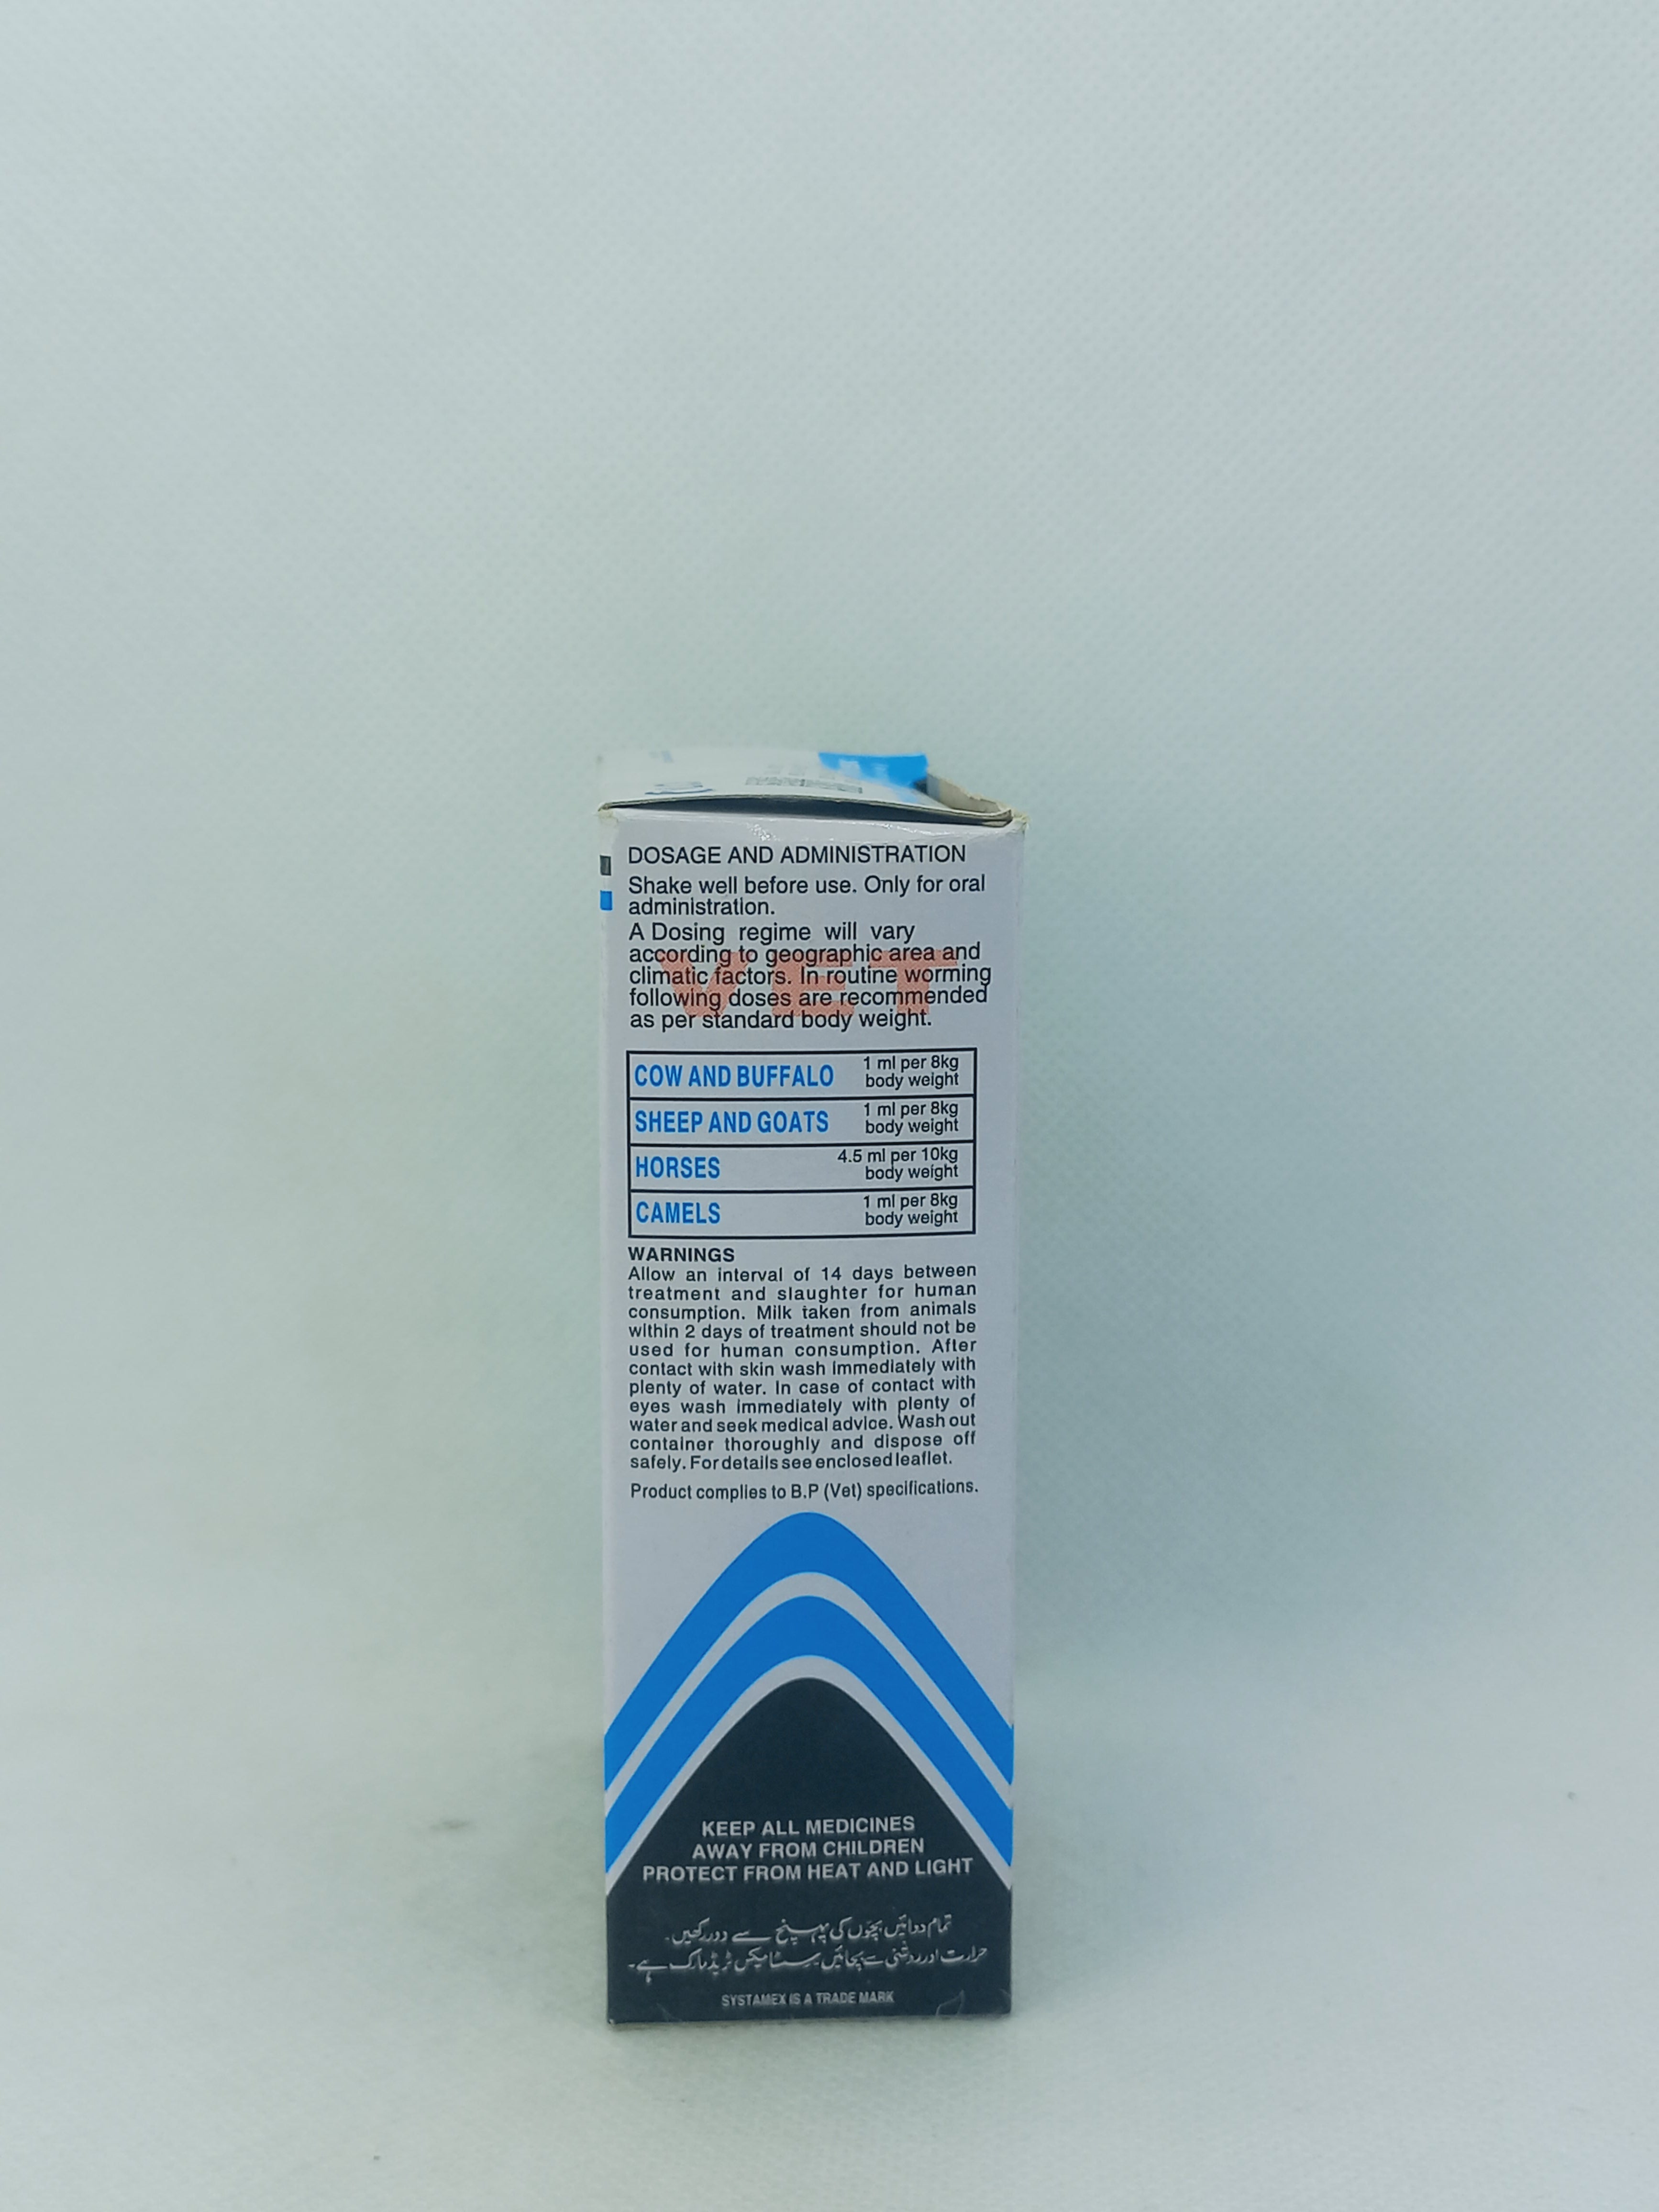 DOSAGE AND ADMINISTRATION
Shake well before use. Only for oral
administration.
A Dosing regime will vary
according to geographic area and
climatic factors. In routine worming
following doses are recommended
as per standard body weight.
VET
COW AND BUFFALO 1 ml per 8kg
body weight
SHEEP AND GOATS 1 ml per 8kg
body weight
HORSES 4.5 ml per 10kg
body weight
CAMELS 1 ml per 8kg
body weight
WARNINGS
Allow an interval of 14 days between
treatment and slaughter for human
consumption. Milk taken from animals
within 2 days of treatment should not be
used for human consumption. After
contact with skin wash immediately with
plenty of water. In case of contact with
eyes wash immediately with plenty of
water and seek medical advice. Wash out
container thoroughly and dispose off
safely. For details see enclosed leaflet.
Product complies to B.P (Vet) specifications.
KEEP ALL MEDICINES
AWAY FROM CHILDREN
PROTECT FROM HEAT AND LIGHT
تمام دوائیں بچّوں کی پہنچ سے دور رکھیں۔
حرارت اور روشنی سے بچائیں سسٹامیکس ٹریڈ مارک ہے۔
SYSTAMEX IS A TRADE MARK